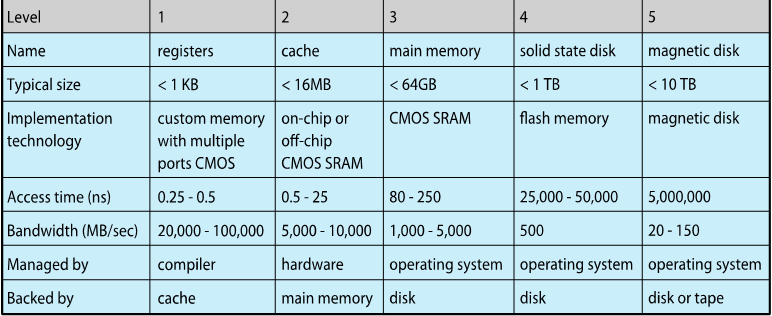 Level 1 2 3 4 5
Name registers cache main memory solid state disk magnetic disk
Typical size < 1 KB < 16MB < 64GB < 1 TB < 10 TB
Implementation custom memory on-chip or CMOS SRAM flash memory magnetic disk
technology with multiple off-chip
ports CMOS CMOS SRAM
Access time (ns) 0.25 - 0.5 0.5 - 25 80 - 250 25,000 - 50,000 5,000,000
Bandwidth (MB/sec) 20,000 - 100,000 5,000 - 10,000 1,000 - 5,000 500 20 - 150
Managed by compiler hardware operating system operating system operating system
Backed by cache main memory disk disk disk or tape